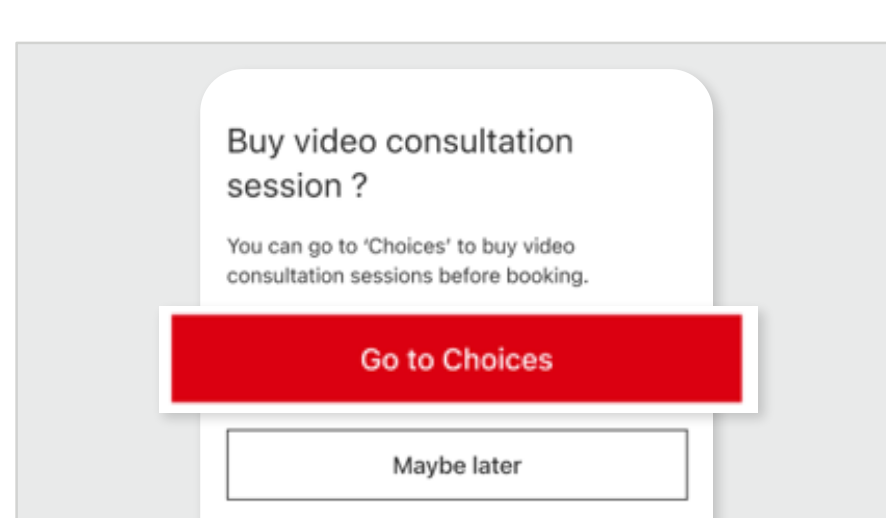 Buy video consultation
session ?
You can go to ‘Choices’ to buy video
consultation sessions before booking.
Go to Choices
Maybe later